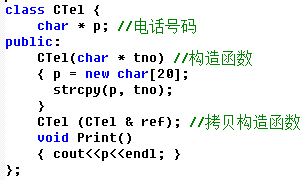 class CTel {
char * p; //电话号码
public:
CTel(char * tno) //构造函数
{ p = new char[20];
strcpy(p, tno);
}
CTel (CTel & ref); //拷贝构造函数
void Print()
{ cout<<p<<endl; }
};